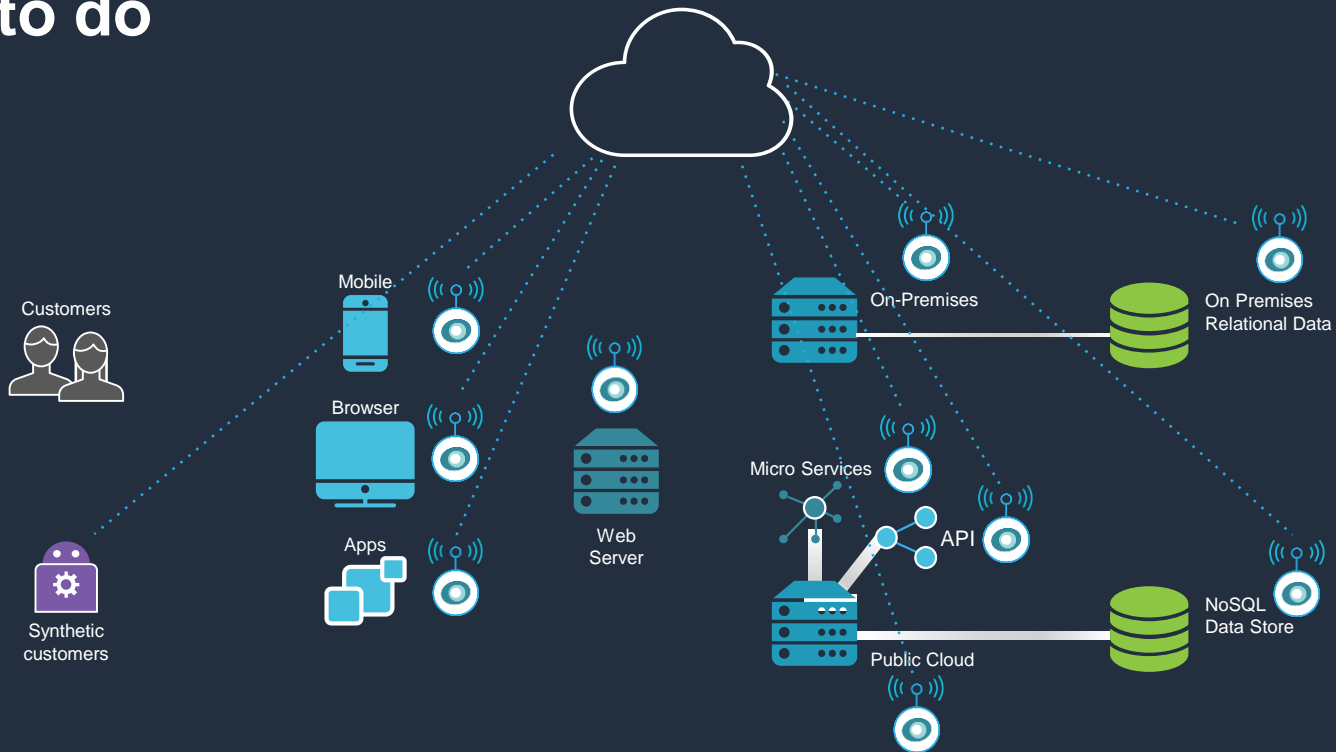 to do
Mobile
Customers
On-Premises
On Premises
Relational Data
Browser
Micro Services
Web
Server
API
Apps
NoSQL
Data Store
Synthetic
customers
Public Cloud